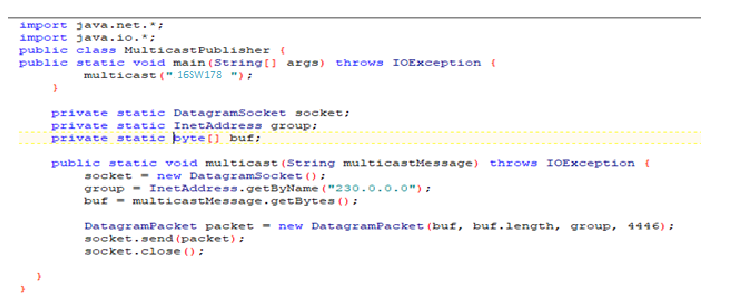 import java.net.*;
import java.io.*;
public class MulticastPublisher {
public static void main(String[] args) throws IOException {
multicast(" 16SW178 ");
}
private static DatagramSocket socket;
private static InetAddress group;
private static byte[] buf;
public static void multicast(String multicastMessage) throws IOException {
socket = new DatagramSocket();
group = InetAddress.getByName("230.0.0.0");
buf = multicastMessage.getBytes();
DatagramPacket packet = new DatagramPacket(buf, buf.length, group, 4446);
socket.send(packet);
socket.close();
}
}